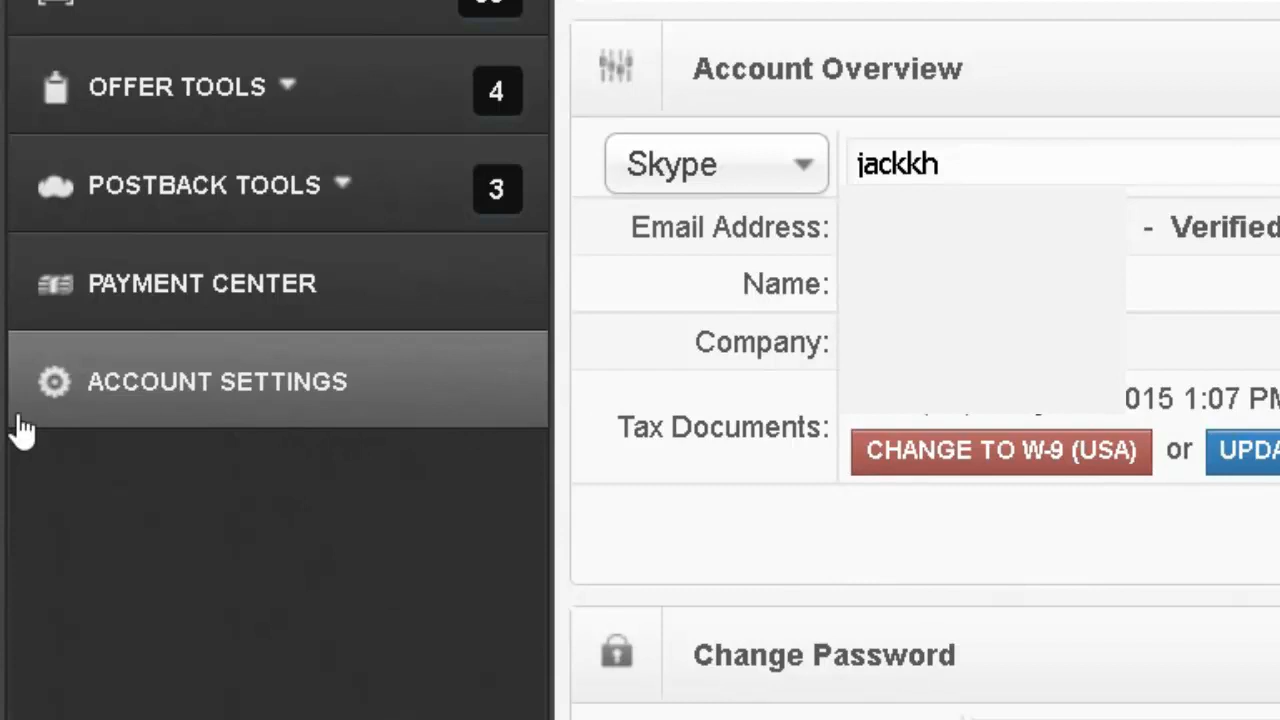 OFFER TOOLS 4
POSTBACK TOOLS 3
PAYMENT CENTER
ACCOUNT SETTINGS
Account Overview
Skype jackkh
Email Address: - Verified
Name:
Company:
Tax Documents: 015 1:07 PM
CHANGE TO W-9 (USA) or UPDA
Change Password